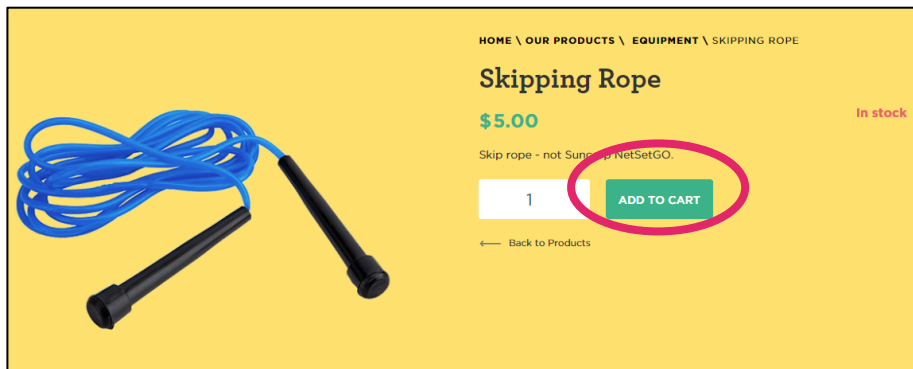 HOME \ OUR PRODUCTS \ EQUIPMENT \ SKIPPING ROPE
Skipping Rope
$5.00
In stock
Skip rope - not NetSetGO.
1
ADD TO CART
Back to Products